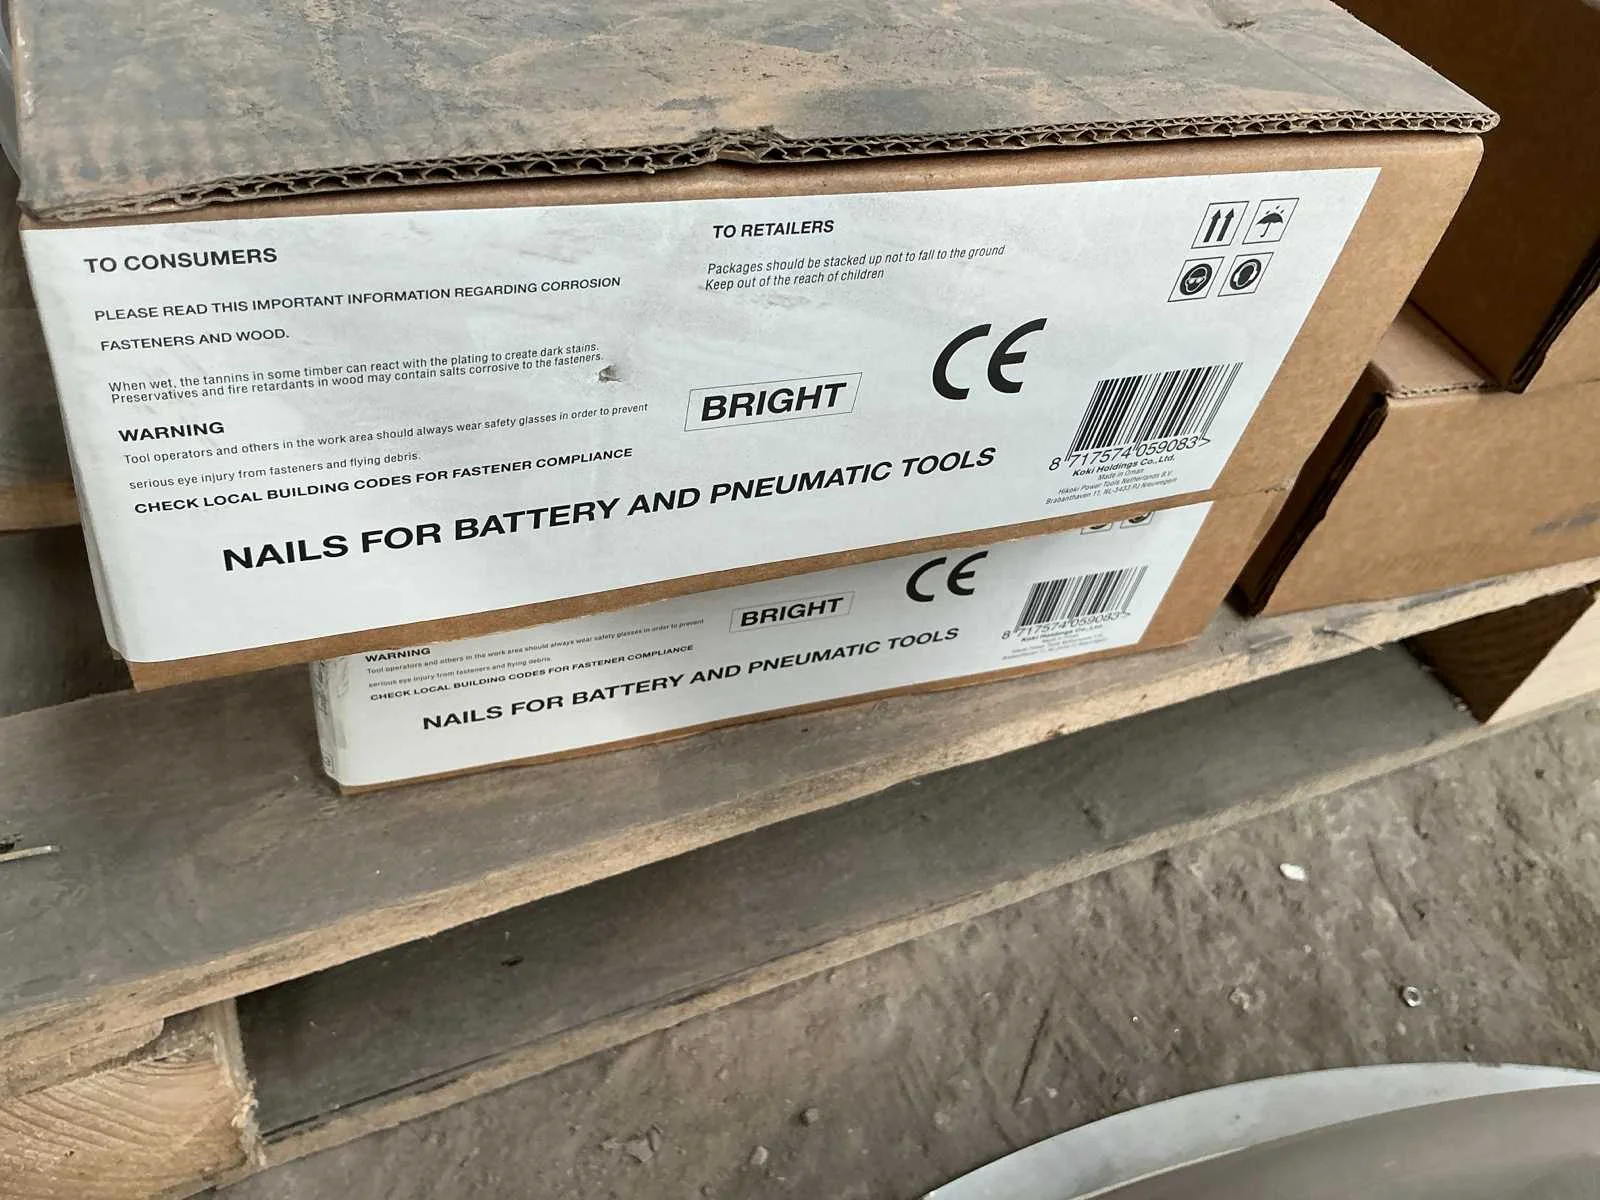 TO CONSUMERS
PLEASE READ THIS IMPORTANT INFORMATION REGARDING CORROSION
FASTENERS AND WOOD.
When wet, the tannins in some timber can react with the plating to create dark stains.
Preservatives and fire retardants in wood may contain salts corrosive to the fasteners.
WARNING
Tool operators and others in the work area should always wear safety glasses in order to prevent
serious eye injury from fasteners and flying debris.
CHECK LOCAL BUILDING CODES FOR FASTENER COMPLIANCE
TO RETAILERS
Packages should be stacked up not to fall to the ground
Keep out of the reach of children
BRIGHT
CE
NAILS FOR BATTERY AND PNEUMATIC TOOLS
8 717574 059083>
Koki Holdings Co.,Ltd.
Made in Oman
Hikoki Power Tools Netherlands B.V
Brabanthaven 11, NL-3433 PJ Nieuwegein
WARNING
Tool operators and others in the work area should always wear safety glasses in order to prevent
serious eye injury from fasteners and flying debris.
CHECK LOCAL BUILDING CODES FOR FASTENER COMPLIANCE
BRIGHT
CE
NAILS FOR BATTERY AND PNEUMATIC TOOLS
8 717574 059083>
Koki Holdings Co.,Ltd.